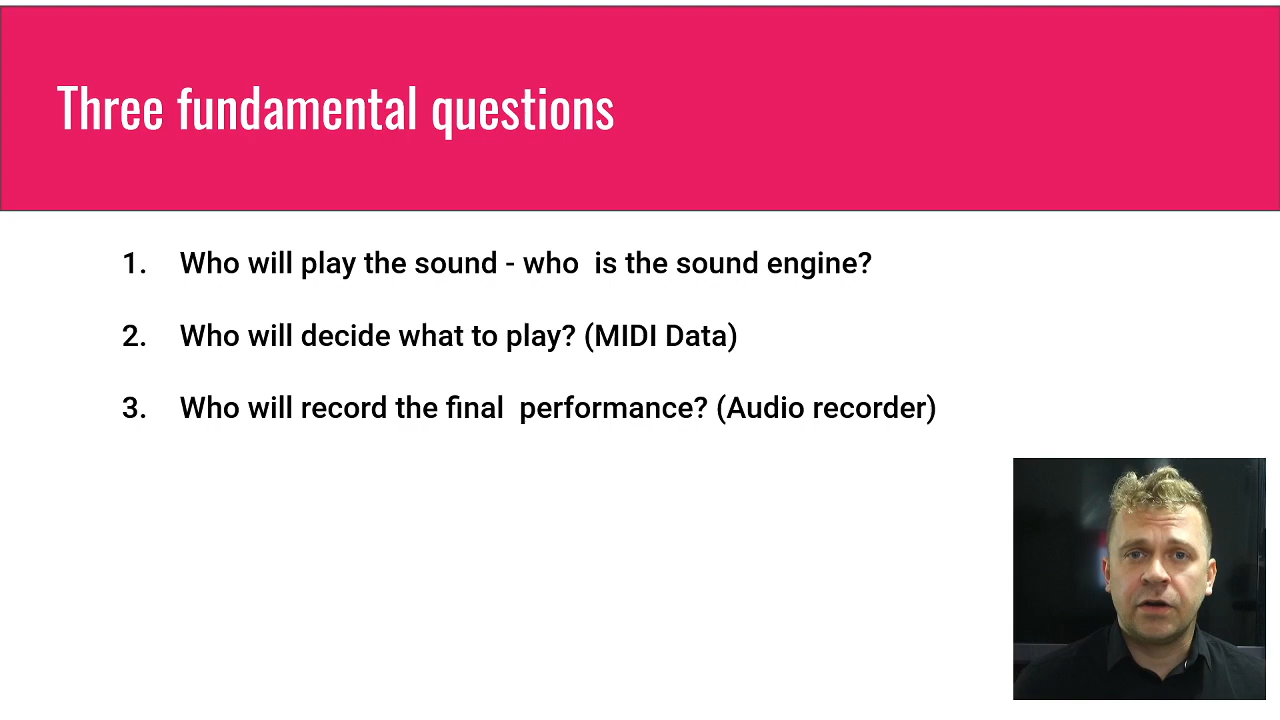 Three fundamental questions
1. Who will play the sound - who is the sound engine?
2. Who will decide what to play? (MIDI Data)
3. Who will record the final performance? (Audio recorder)